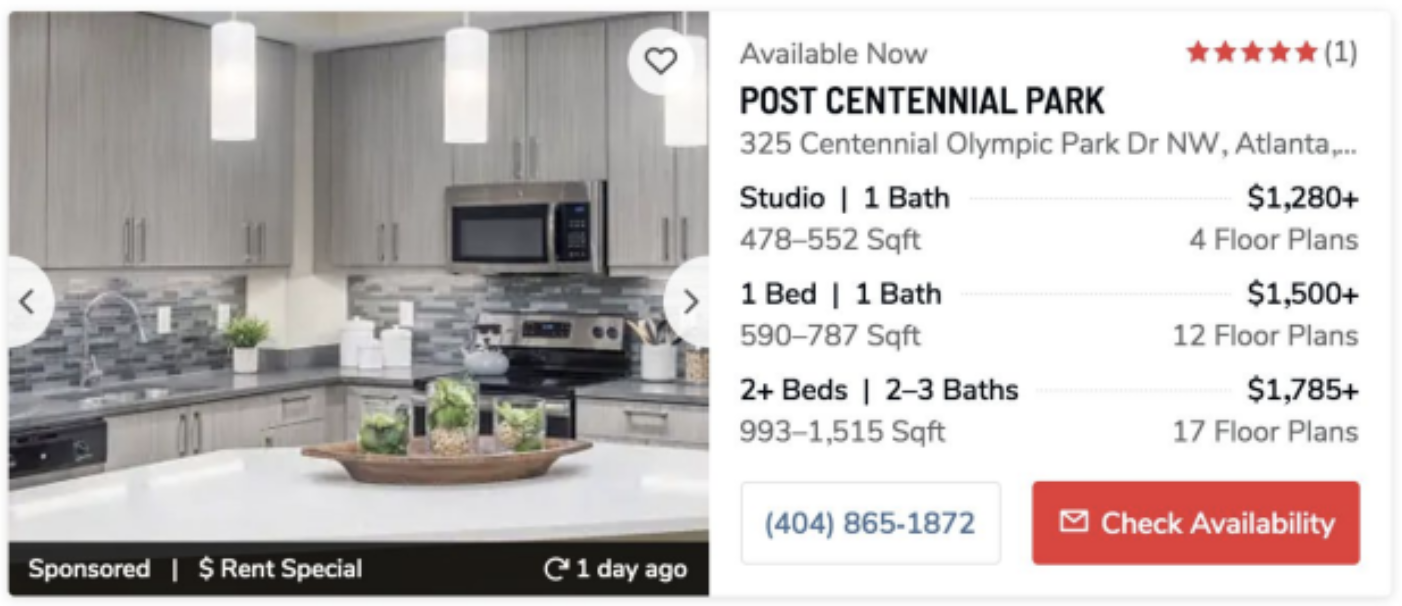 Available Now
(1)
POST CENTENNIAL PARK
325 Centennial Olympic Park Dr NW, Atlanta,...
Studio | 1 Bath $1,280+
478–552 Sqft 4 Floor Plans
1 Bed | 1 Bath $1,500+
590–787 Sqft 12 Floor Plans
2+ Beds | 2–3 Baths $1,785+
993–1,515 Sqft 17 Floor Plans
(404) 865-1872
Check Availability
Sponsored | $ Rent Special
1 day ago